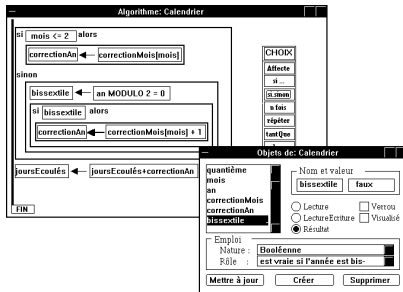 Algorithme: Calendrier
si mois <= 2 alors
correctionAn correctionMois[mois]
sinon
bissextile an MODULO 2 = 0
si bissextile alors
correctionAn correctionMois[mois] + 1
joursEcoulés joursEcoulés+correctionAn
FIN
CHOIX
Affecte
si ...
si.sinon
n fois
répéter
tantQue
Objets de: Calendrier
quantième
mois
an
correctionMois
correctionAn
bissextile
Nom et valeur
bissextile faux
Lecture
LectureEcriture
Résultat
Verrou
Visualisé
Emploi
Nature : Booléenne
Rôle : est vraie si l'année est bis-
Mettre à jour Créer Supprimer